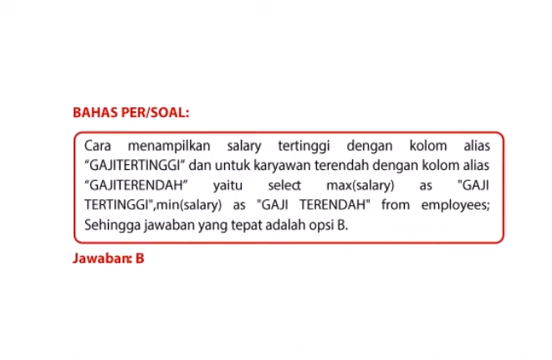 BAHAS PER/SOAL:
Cara menampilkan salary tertinggi dengan kolom alias
“GAJITERTINGGI” dan untuk karyawan terendah dengan kolom alias
“GAJITERENDAH” yaitu select max(salary) as "GAJI
TERTINGGI",min(salary) as "GAJI TERENDAH" from employees;
Sehingga jawaban yang tepat adalah opsi B.
Jawaban: B